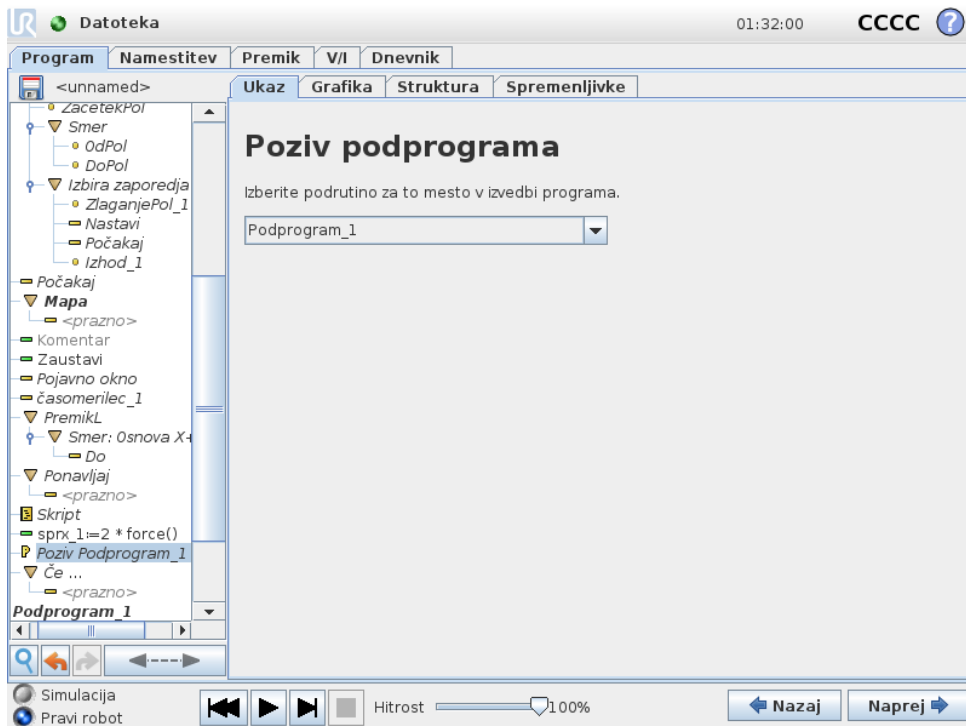 UR Datoteka 01:32:00 CCCC ?
Program Namestitev Premik V/I Dnevnik
<unnamed>
Ukaz Grafika Struktura Spremenljivke
ZacetekPol
Smer
OdPol
DoPol
Izbira zaporedja
ZlaganjePol_1
Nastavi
Počakaj
Izhod_1
Počakaj
Mapa
<prazno>
Komentar
Zaustavi
Pojavno okno
časomerilec_1
PremikL
Smer: Osnova X+
Do
Ponavljaj
<prazno>
Skript
sprx_1:=2 * force()
P Poziv Podprogram_1
Če ...
<prazno>
Podprogram_1
Poziv podprograma
Izberite podrutino za to mesto v izvedbi programa.
Podprogram_1
Simulacija
Pravi robot
Hitrost 100%
Nazaj Naprej